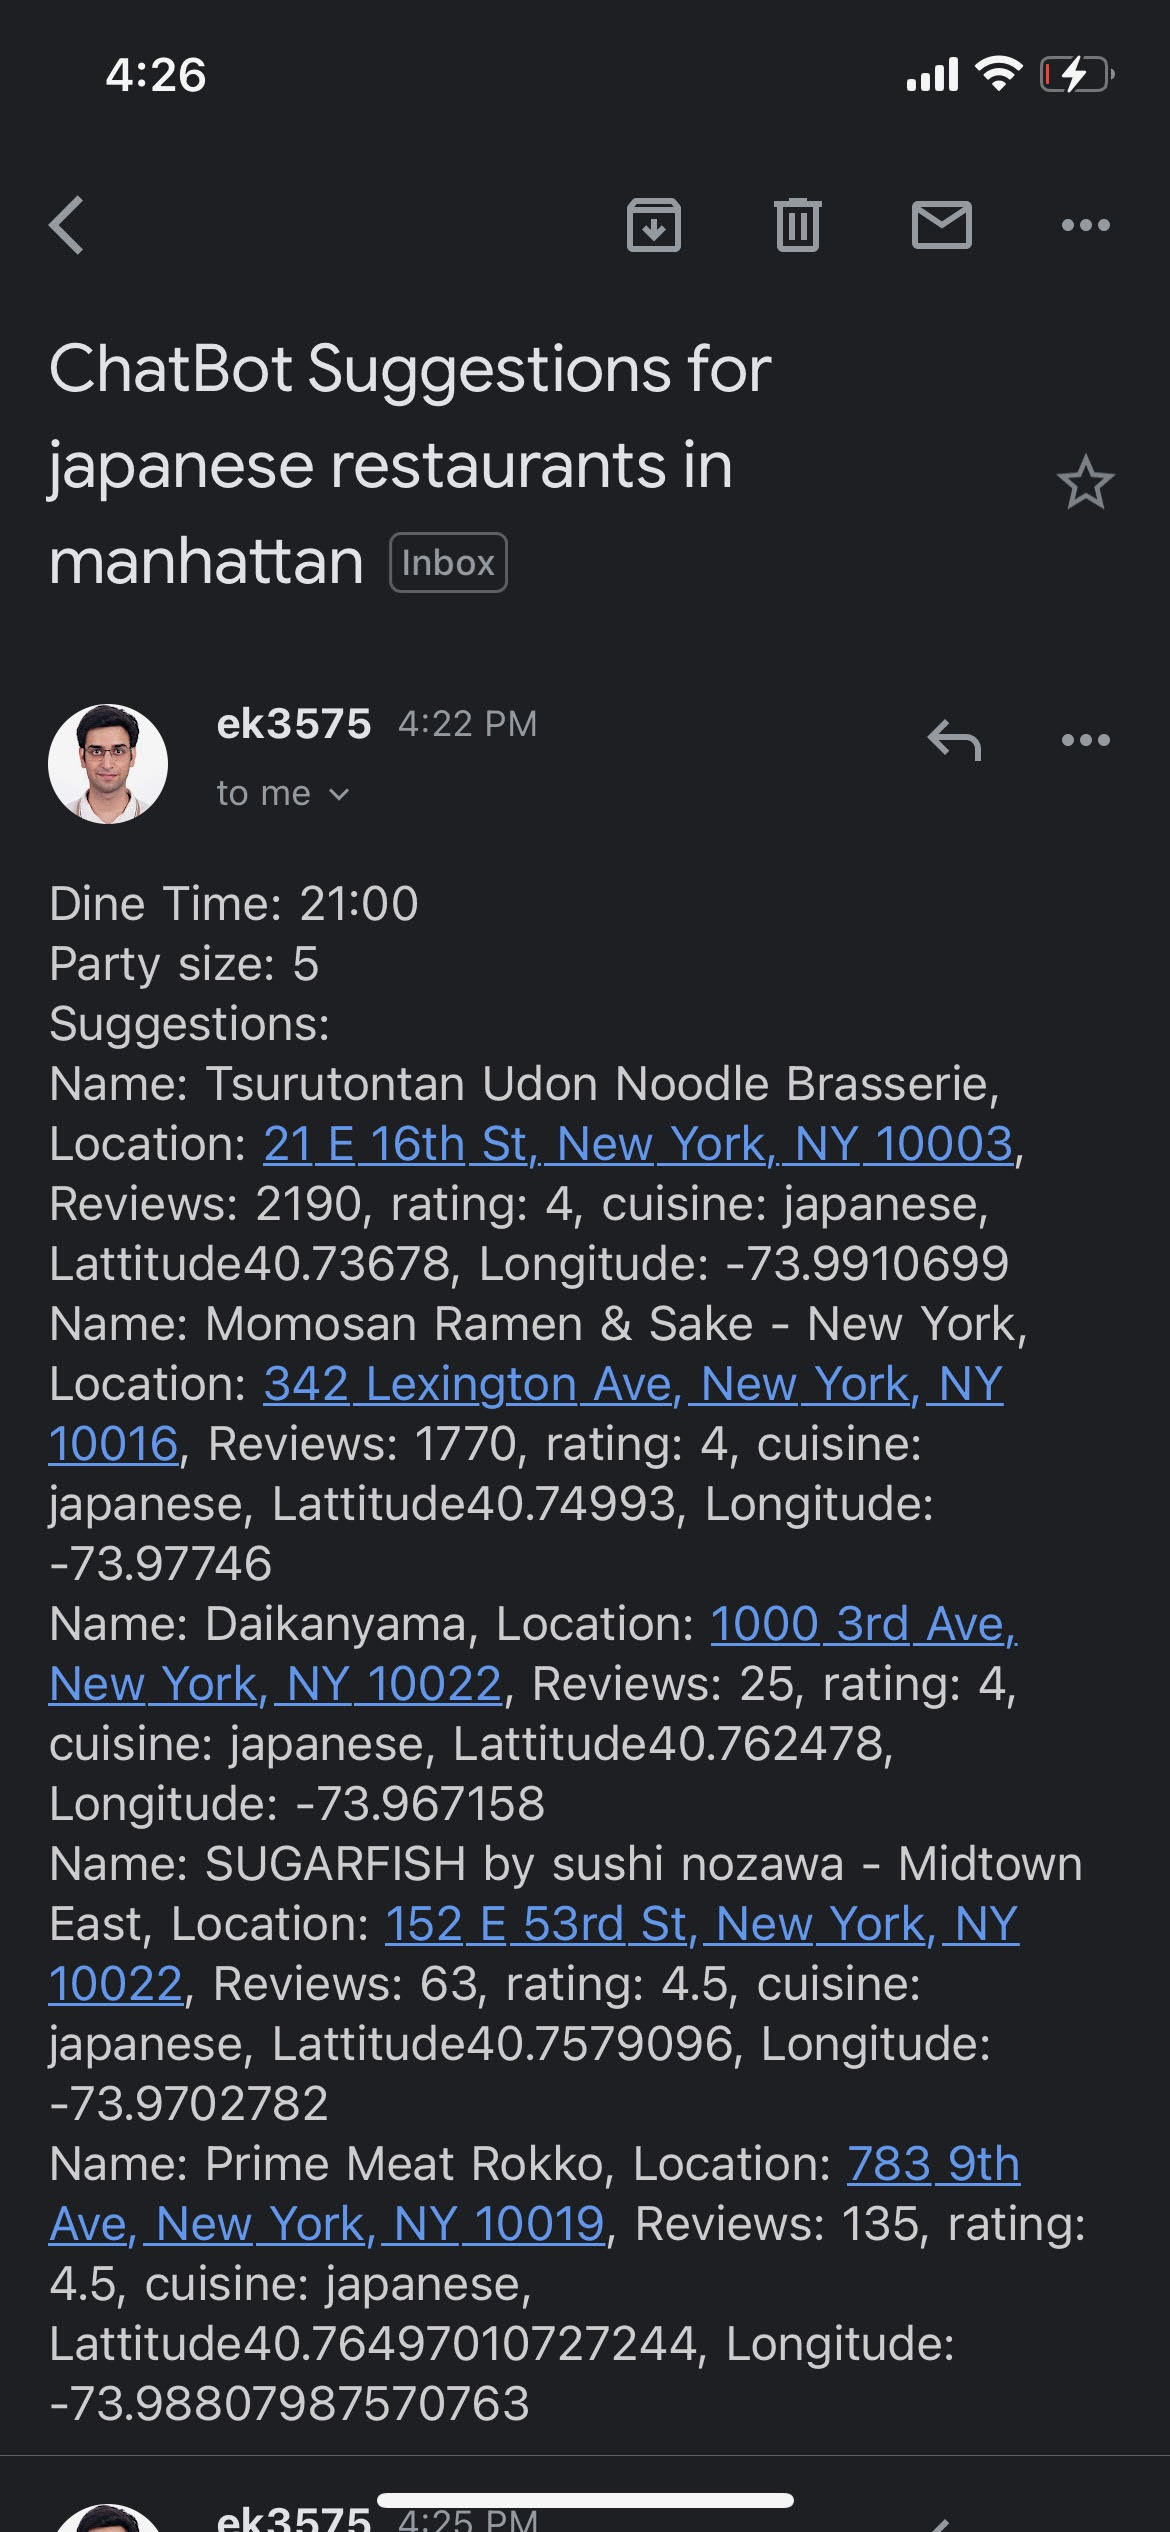 4:26
ChatBot Suggestions for
japanese restaurants in
manhattan Inbox
ek3575 4:22 PM
to me
Dine Time: 21:00
Party size: 5
Suggestions:
Name: Tsurutontan Udon Noodle Brasserie,
Location: 21 E 16th St, New York, NY 10003,
Reviews: 2190, rating: 4, cuisine: japanese,
Lattitude40.73678, Longitude: -73.9910699
Name: Momosan Ramen & Sake - New York,
Location: 342 Lexington Ave, New York, NY
10016, Reviews: 1770, rating: 4, cuisine:
japanese, Lattitude40.74993, Longitude:
-73.97746
Name: Daikanyama, Location: 1000 3rd Ave,
New York, NY 10022, Reviews: 25, rating: 4,
cuisine: japanese, Lattitude40.762478,
Longitude: -73.967158
Name: SUGARFISH by sushi nozawa - Midtown
East, Location: 152 E 53rd St, New York, NY
10022, Reviews: 63, rating: 4.5, cuisine:
japanese, Lattitude40.7579096, Longitude:
-73.9702782
Name: Prime Meat Rokko, Location: 783 9th
Ave, New York, NY 10019, Reviews: 135, rating:
4.5, cuisine: japanese,
Lattitude40.76497010727244, Longitude:
-73.98807987570763
ek3575 4:25 PM